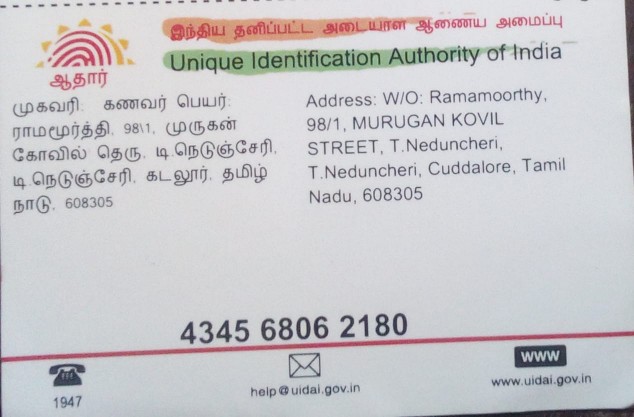 இந்திய தனிப்பட்ட அடையாள ஆணைய அமைப்பு
Unique Identification Authority of India
ஆதார்
முகவரி: கணவர் பெயர்:
ராமமூர்த்தி, 98\1, முருகன்
கோவில் தெரு, டி.நெடுஞ்சேரி,
டி.நெடுஞ்சேரி, கடலூர், தமிழ்
நாடு, 608305
Address: W/O: Ramamoorthy,
98/1, MURUGAN KOVIL
STREET, T.Neduncheri,
T.Neduncheri, Cuddalore, Tamil
Nadu, 608305
4345 6806 2180
1947
help@uidai.gov.in
WWW
www.uidai.gov.in